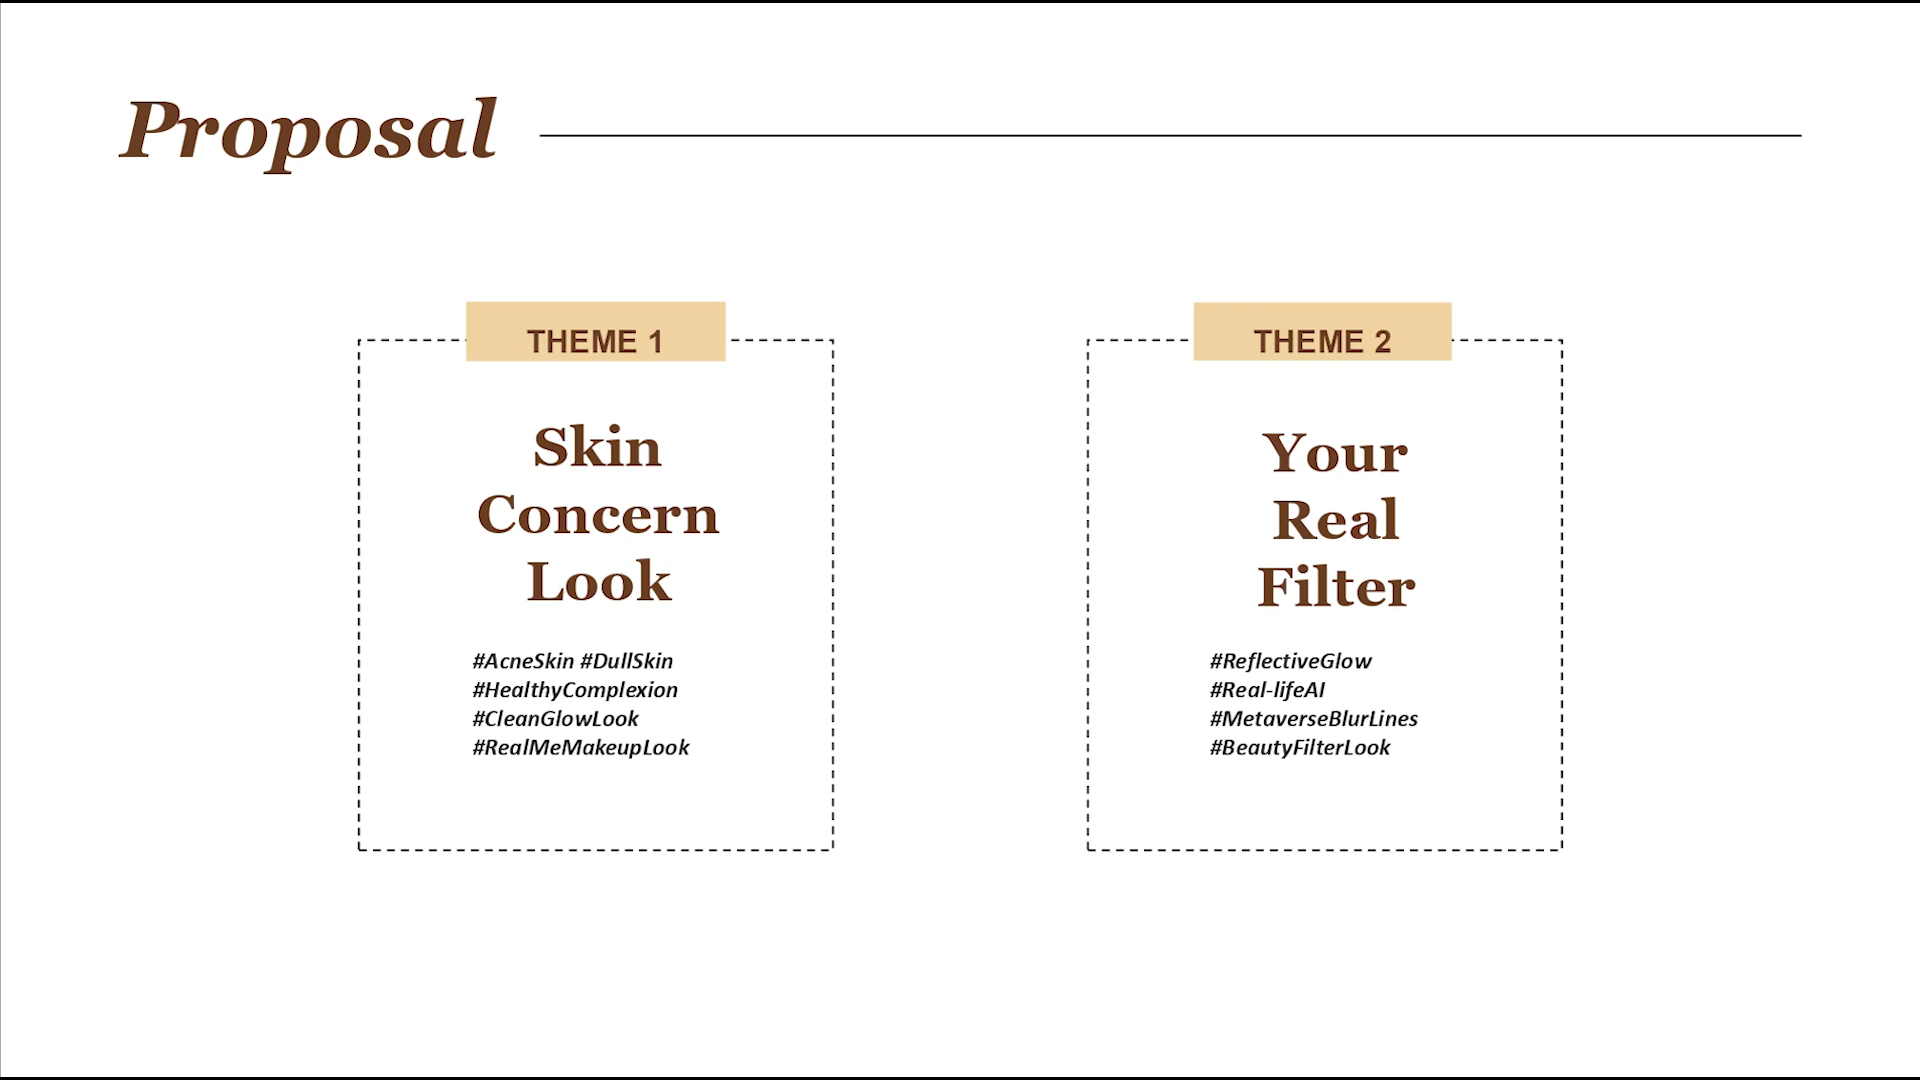 Proposal
THEME 1
Skin
Concern
Look
#AcneSkin #DullSkin
#HealthyComplexion
#CleanGlowLook
#RealMeMakeupLook
THEME 2
Your
Real
Filter
#ReflectiveGlow
#Real-lifeAI
#MetaverseBlurLines
#BeautyFilterLook